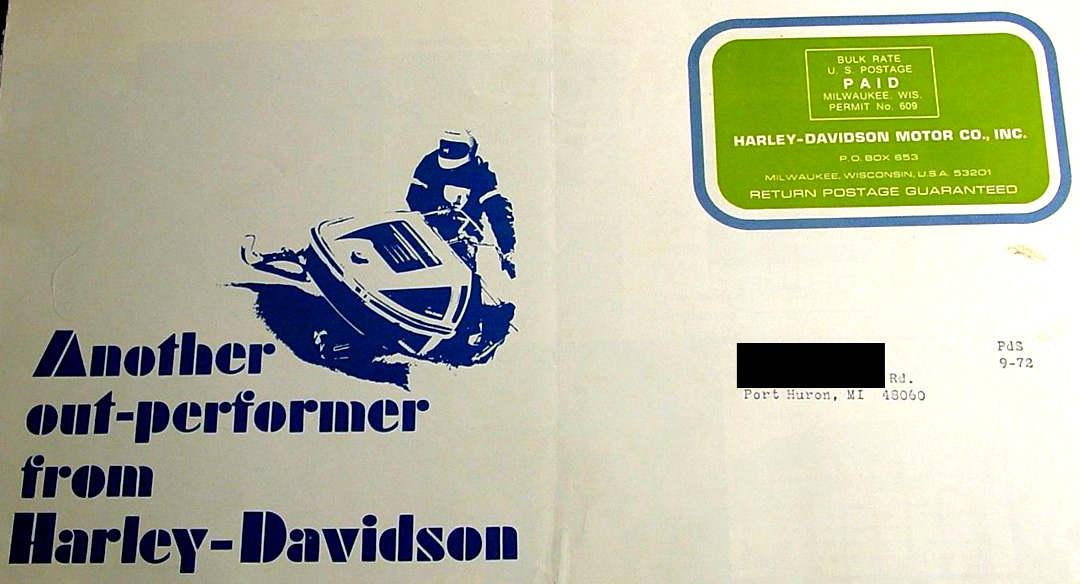 BULK RATE
U. S. POSTAGE
PAID
MILWAUKEE, WIS.
PERMIT No. 609
HARLEY-DAVIDSON MOTOR CO., INC.
P.O. BOX 653
MILWAUKEE, WISCONSIN, U.S.A. 53201
RETURN POSTAGE GUARANTEED
PdS
9-72
Rd.
Port Huron, MI 48060
Another
out-performer
from
Harley-Davidson